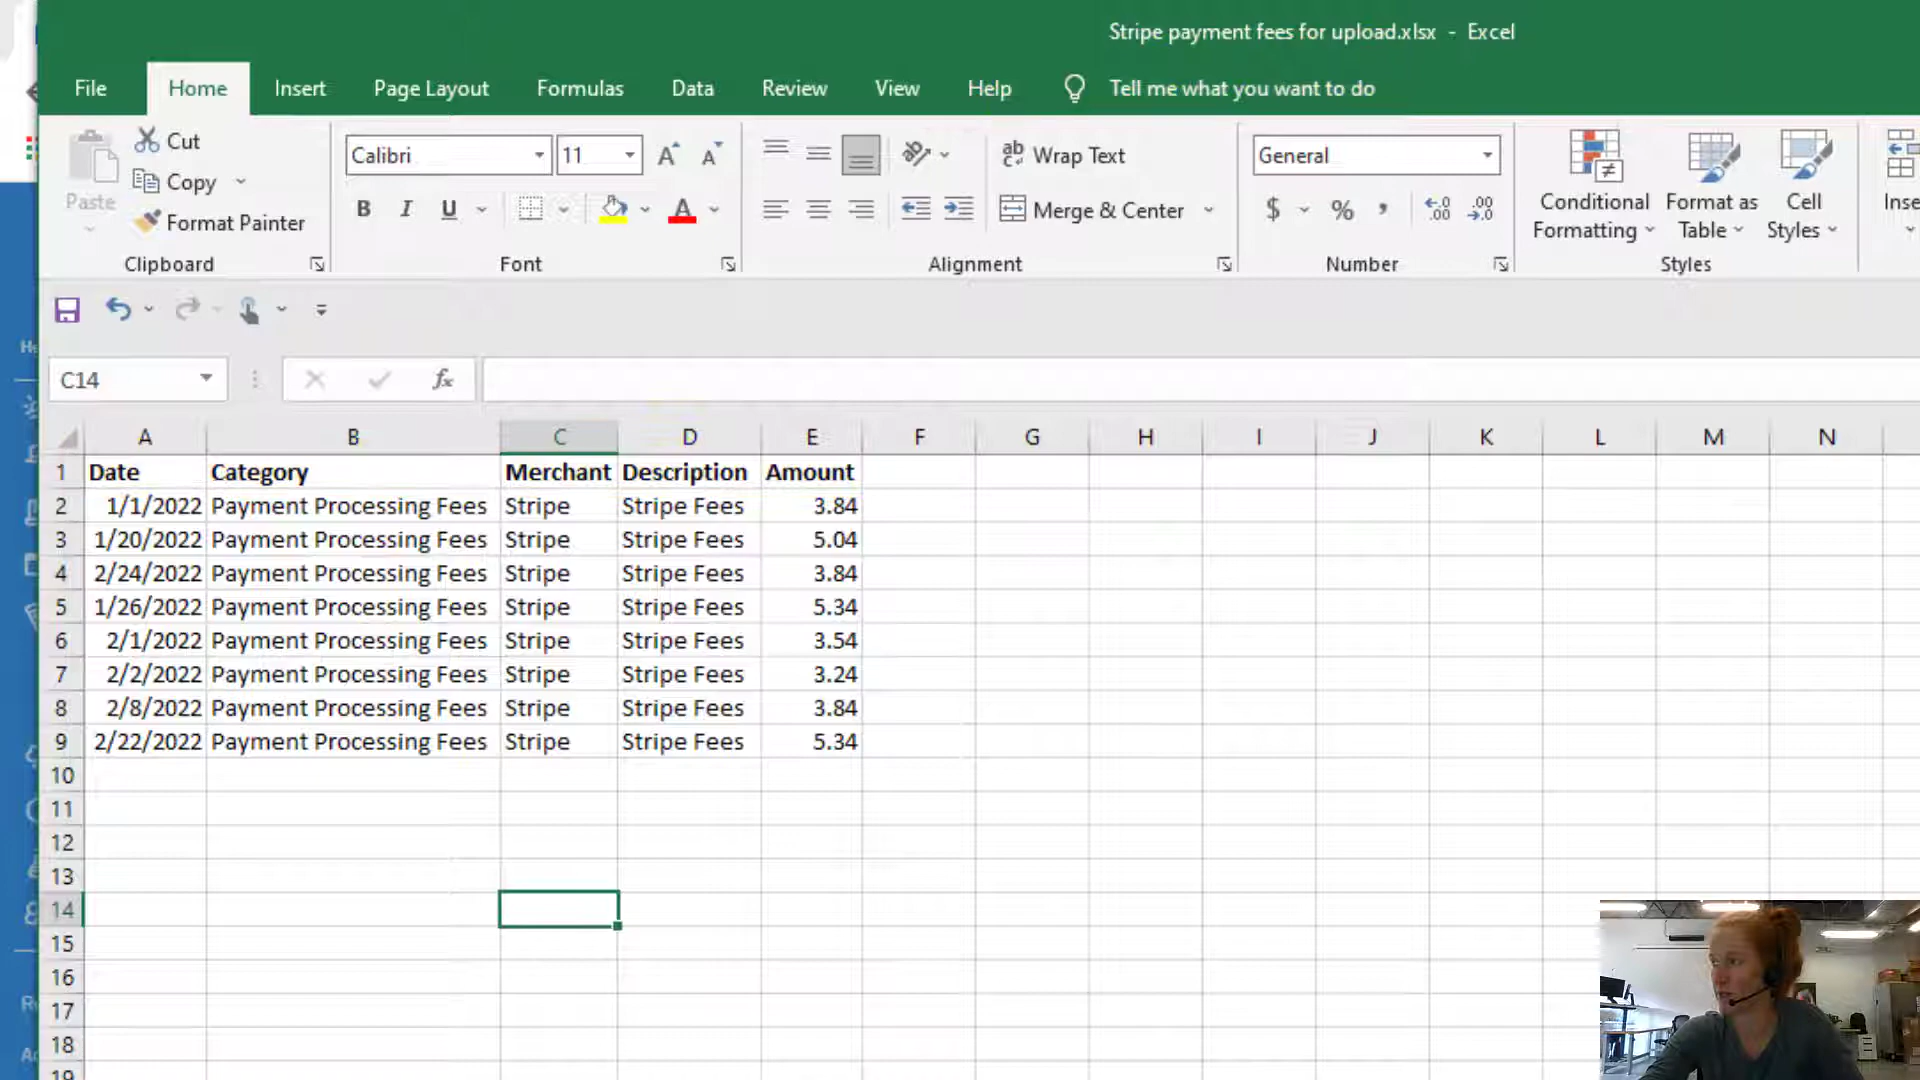 Stripe payment fees for upload.xlsx - Excel
File Home Insert Page Layout Formulas Data Review View Help Tell me what you want to do
Paste
Cut
Copy
Format Painter
Clipboard
Calibri 11
B I U
Font
Wrap Text
Merge & Center
Alignment
General
$ %
Number
Conditional Formatting
Format as Table
Cell Styles
Styles
C14
fx
A B C D E F G H I J K L M N
1 Date Category Merchant Description Amount
2 1/1/2022 Payment Processing Fees Stripe Stripe Fees 3.84
3 1/20/2022 Payment Processing Fees Stripe Stripe Fees 5.04
4 2/24/2022 Payment Processing Fees Stripe Stripe Fees 3.84
5 1/26/2022 Payment Processing Fees Stripe Stripe Fees 5.34
6 2/1/2022 Payment Processing Fees Stripe Stripe Fees 3.54
7 2/2/2022 Payment Processing Fees Stripe Stripe Fees 3.24
8 2/8/2022 Payment Processing Fees Stripe Stripe Fees 3.84
9 2/22/2022 Payment Processing Fees Stripe Stripe Fees 5.34
10
11
12
13
14
15
16
17
18
19